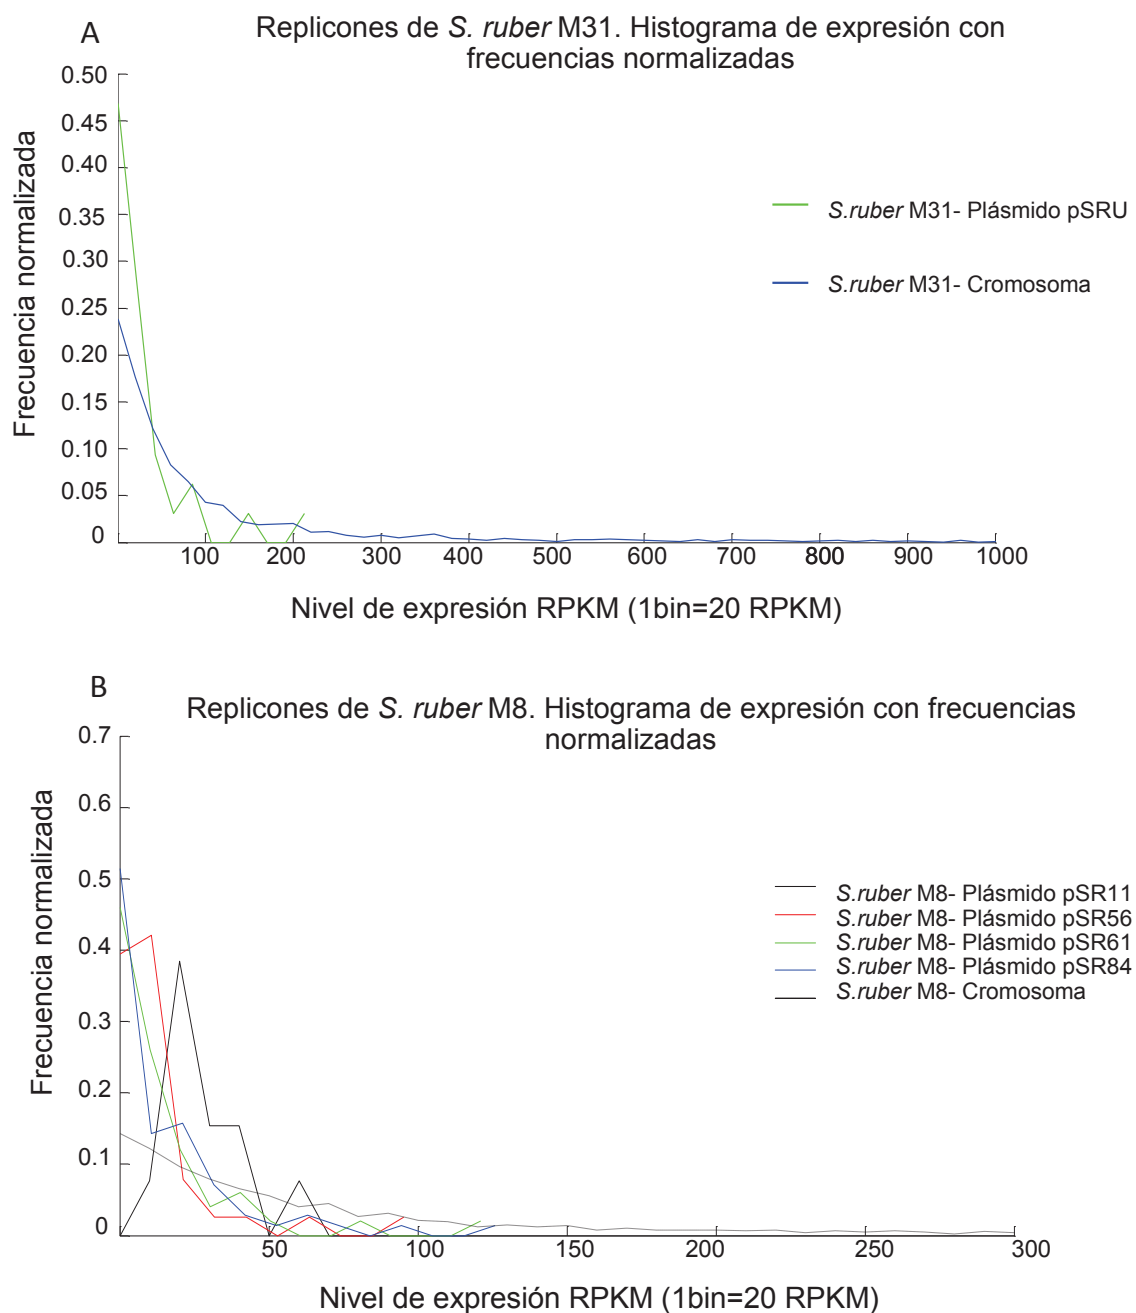 A
Replicones de S. ruber M31. Histograma de expresión con
frecuencias normalizadas
Frecuencia normalizada
0.50
0.45
0.40
0.35
0.30
0.25
0.20
0.15
0.10
0.05
0
S.ruber M31- Plásmido pSRU
S.ruber M31- Cromosoma
100 200 300 400 500 600 700 800 900 1000
Nivel de expresión RPKM (1bin=20 RPKM)
B
Replicones de S. ruber M8. Histograma de expresión con frecuencias
normalizadas
Frecuencia normalizada
0.7
0.6
0.5
0.4
0.3
0.2
0.1
0
S.ruber M8- Plásmido pSR11
S.ruber M8- Plásmido pSR56
S.ruber M8- Plásmido pSR61
S.ruber M8- Plásmido pSR84
S.ruber M8- Cromosoma
50 100 150 200 250 300
Nivel de expresión RPKM (1bin=20 RPKM)